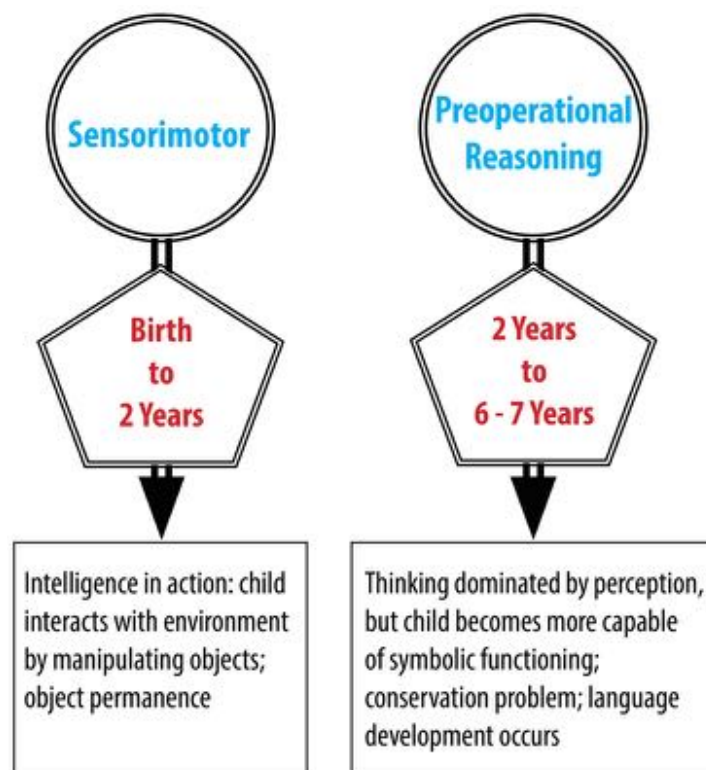 Sensorimotor
Birth
to
2 Years
Intelligence in action: child
interacts with environment
by manipulating objects;
object permanence
Preoperational
Reasoning
2 Years
to
6 - 7 Years
Thinking dominated by perception,
but child becomes more capable
of symbolic functioning;
conservation problem; language
development occurs